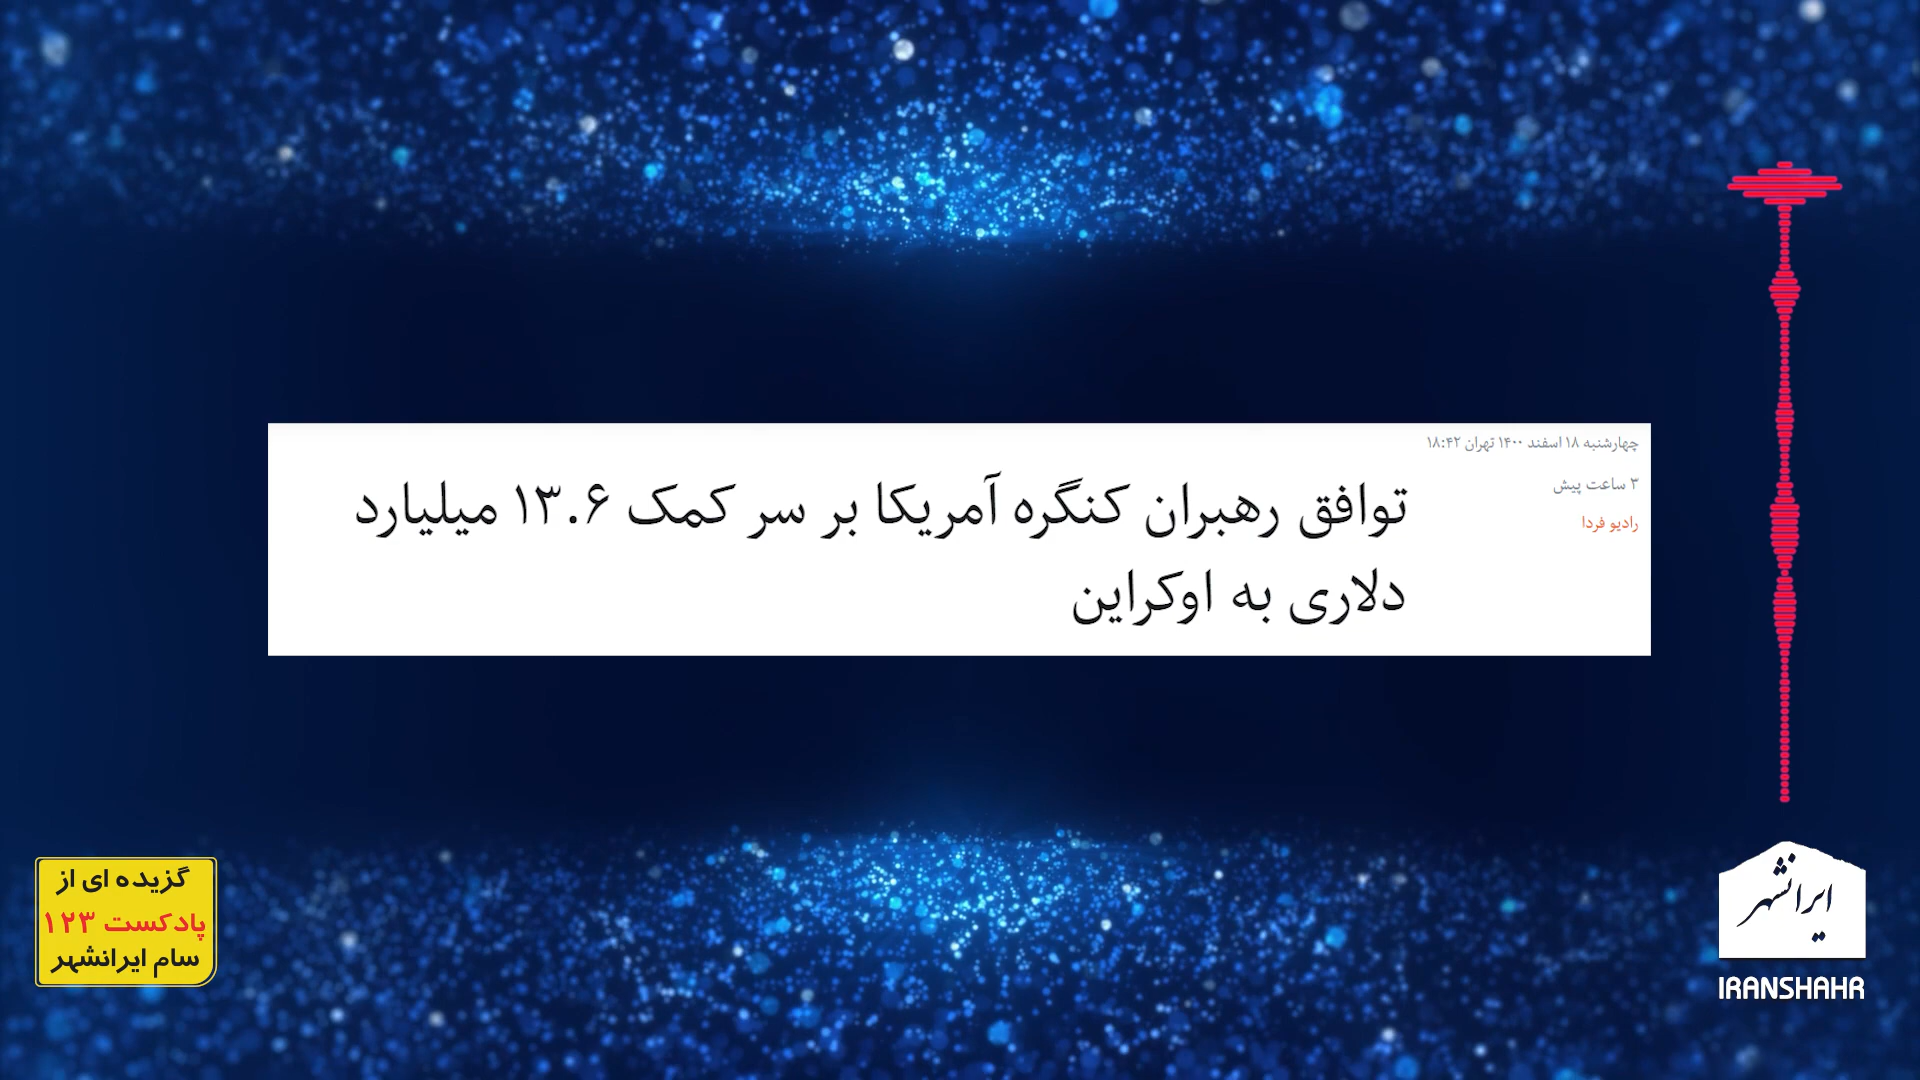 چهارشنبه ۱۸ اسفند ۱۴۰۰ تهران ۱۸:۴۲
۳ ساعت پیش
رادیو فردا
توافق رهبران کنگره آمریکا بر سر کمک ۱۳.۶ میلیارد
دلاری به اوکراین
گزیده ای از
پادکست ۱۲۳
سام ایرانشهر
ایرانشهر
IRANSHAHR